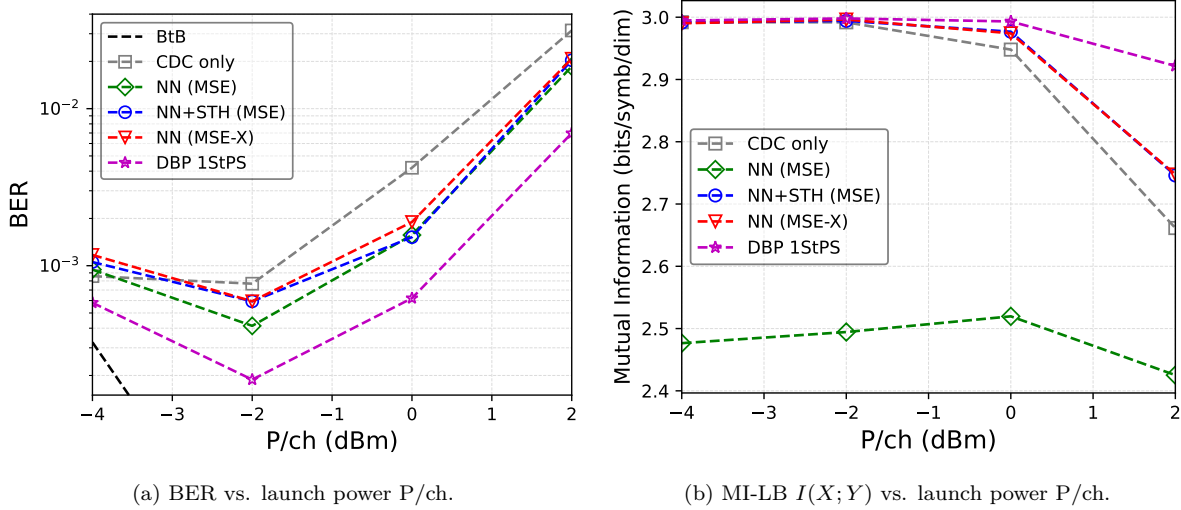 BtB
CDC only
NN (MSE)
NN+STH (MSE)
NN (MSE-X)
DBP 1StPS
BER
10−2
10−3
−4 −3 −2 −1 0 1 2
P/ch (dBm)
(a) BER vs. launch power P/ch.
Mutual Information (bits/symb/dim)
3.0
2.9
2.8
2.7
2.6
2.5
2.4
CDC only
NN (MSE)
NN+STH (MSE)
NN (MSE-X)
DBP 1StPS
−4 −3 −2 −1 0 1 2
P/ch (dBm)
(b) MI-LB I(X; Y) vs. launch power P/ch.